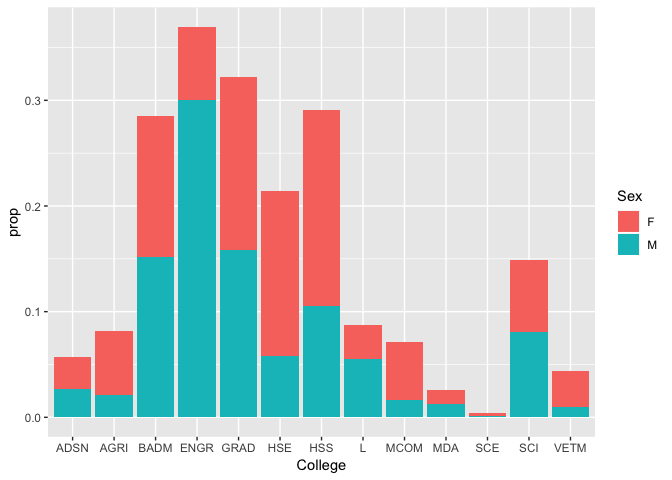 prop
0.3
0.2
0.1
0.0
ADSN AGRI BADM ENGR GRAD HSE HSS L MCOM MDA SCE SCI VETM
College
Sex
F
M